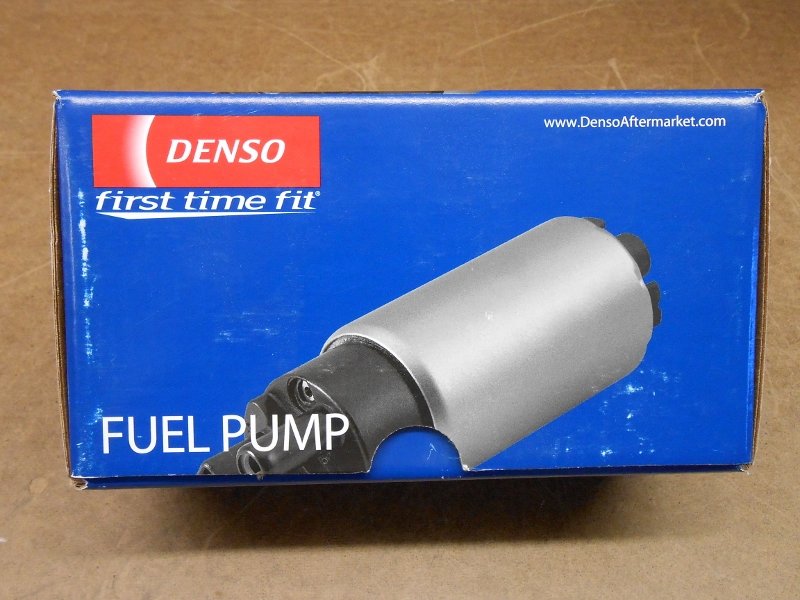 DENSO
first time fit®
www.DensoAftermarket.com
FUEL PUMP